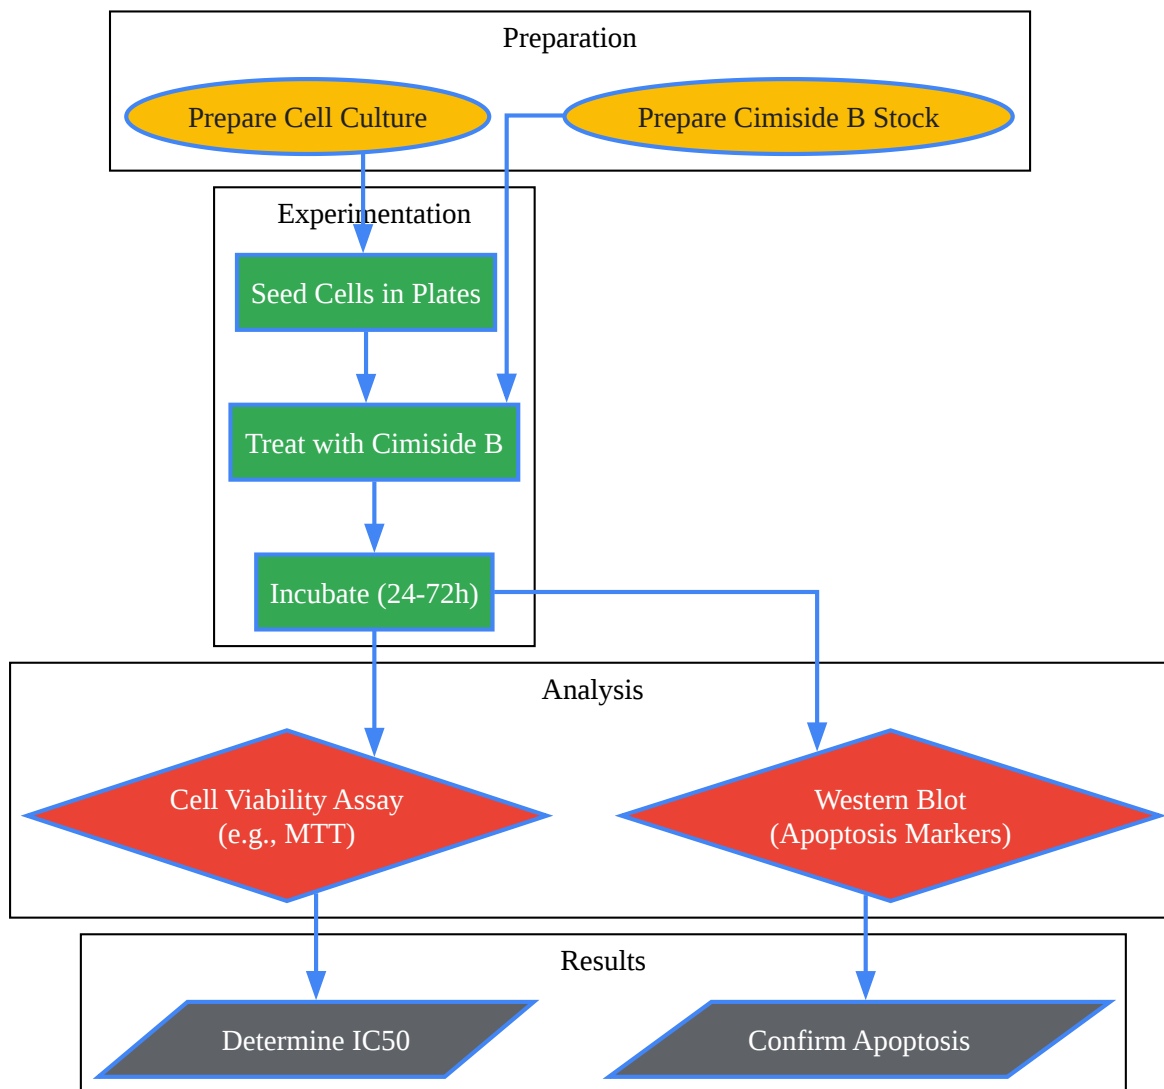 Preparation
Prepare Cell Culture
Prepare Cimiside B Stock
Experimentation
Seed Cells in Plates
Treat with Cimiside B
Incubate (24-72h)
Analysis
Cell Viability Assay
(e.g., MTT)
Western Blot
(Apoptosis Markers)
Results
Determine IC50
Confirm Apoptosis